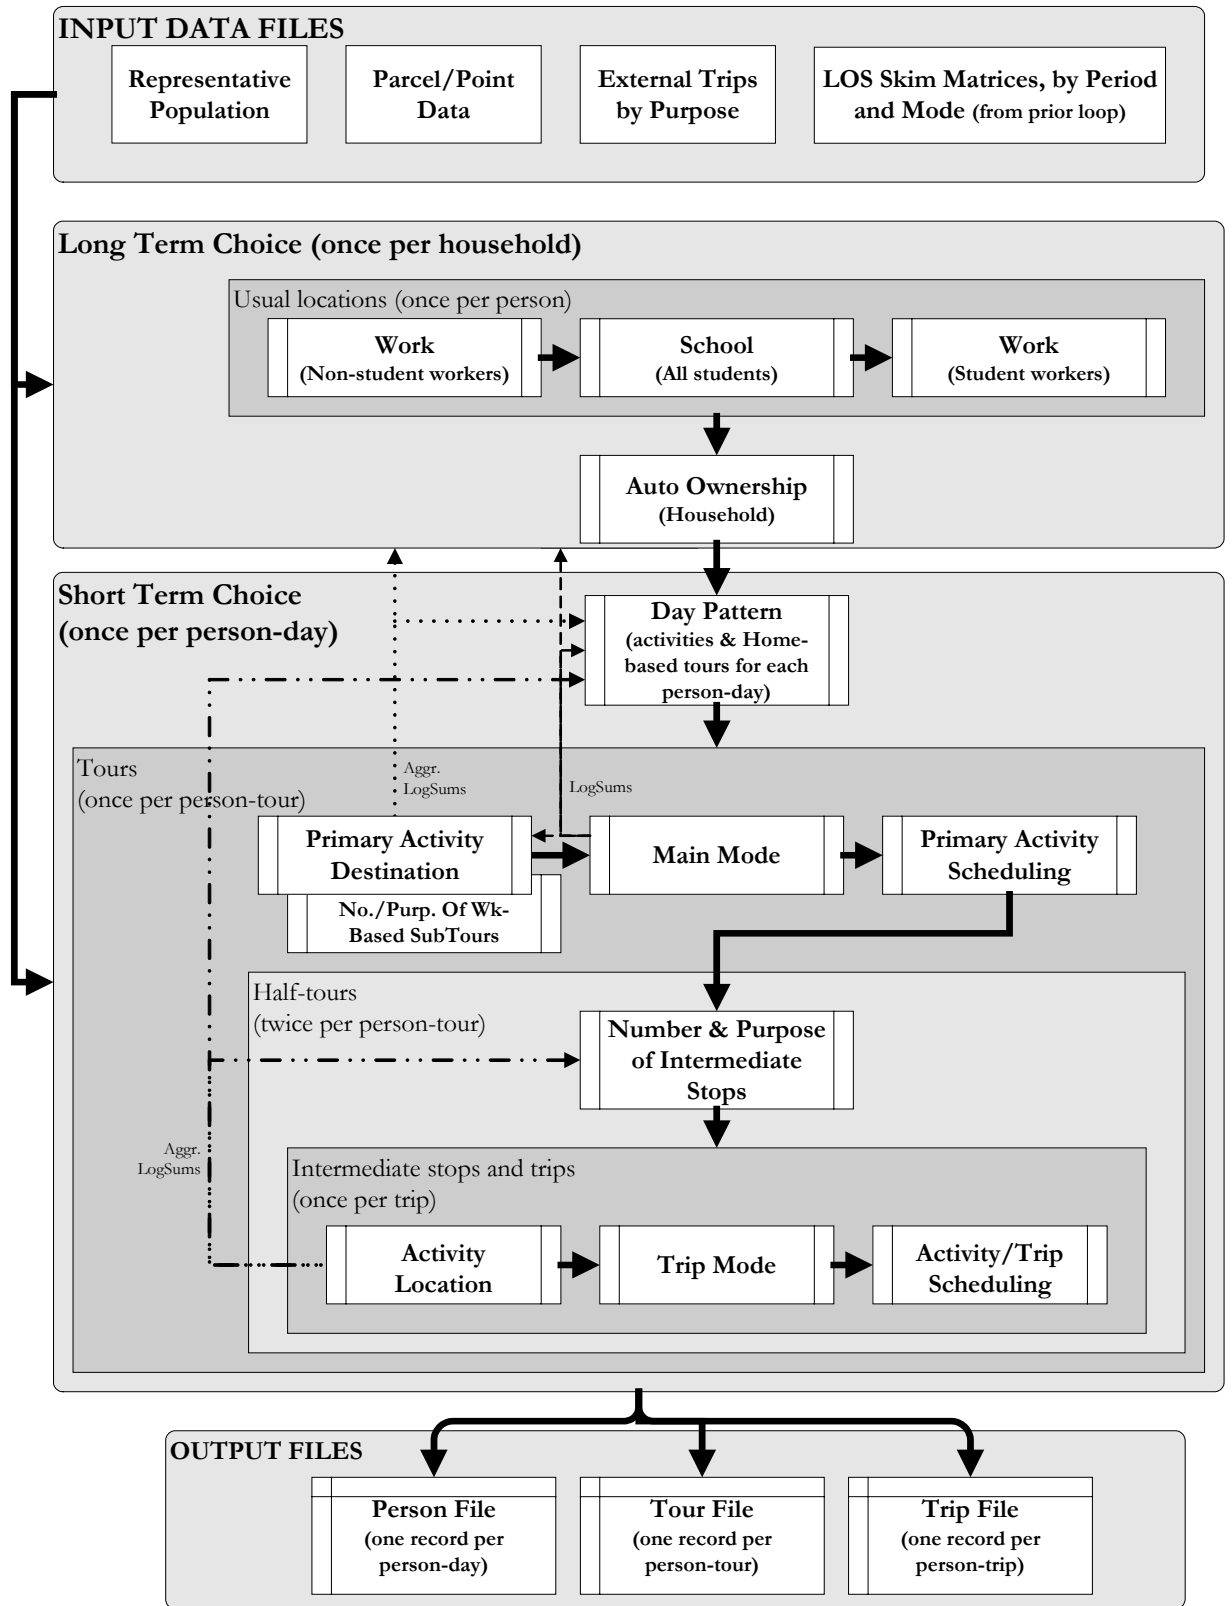 INPUT DATA FILES
Representative
Population
Parcel/Point
Data
External Trips
by Purpose
LOS Skim Matrices, by Period
and Mode (from prior loop)
Long Term Choice (once per household)
Usual locations (once per person)
Work
(Non-student workers)
School
(All students)
Work
(Student workers)
Auto Ownership
(Household)
Short Term Choice
(once per person-day)
Day Pattern
(activities & Home-
based tours for each
person-day)
Tours
(once per person-tour)
Aggr.
LogSums
LogSums
Primary Activity
Destination
Main Mode
Primary Activity
Scheduling
No./Purp. Of Wk-
Based SubTours
Half-tours
(twice per person-tour)
Number & Purpose
of Intermediate
Stops
Aggr.
LogSums
Intermediate stops and trips
(once per trip)
Activity
Location
Trip Mode
Activity/Trip
Scheduling
OUTPUT FILES
Person File
(one record per
person-day)
Tour File
(one record per
person-tour)
Trip File
(one record per
person-trip)